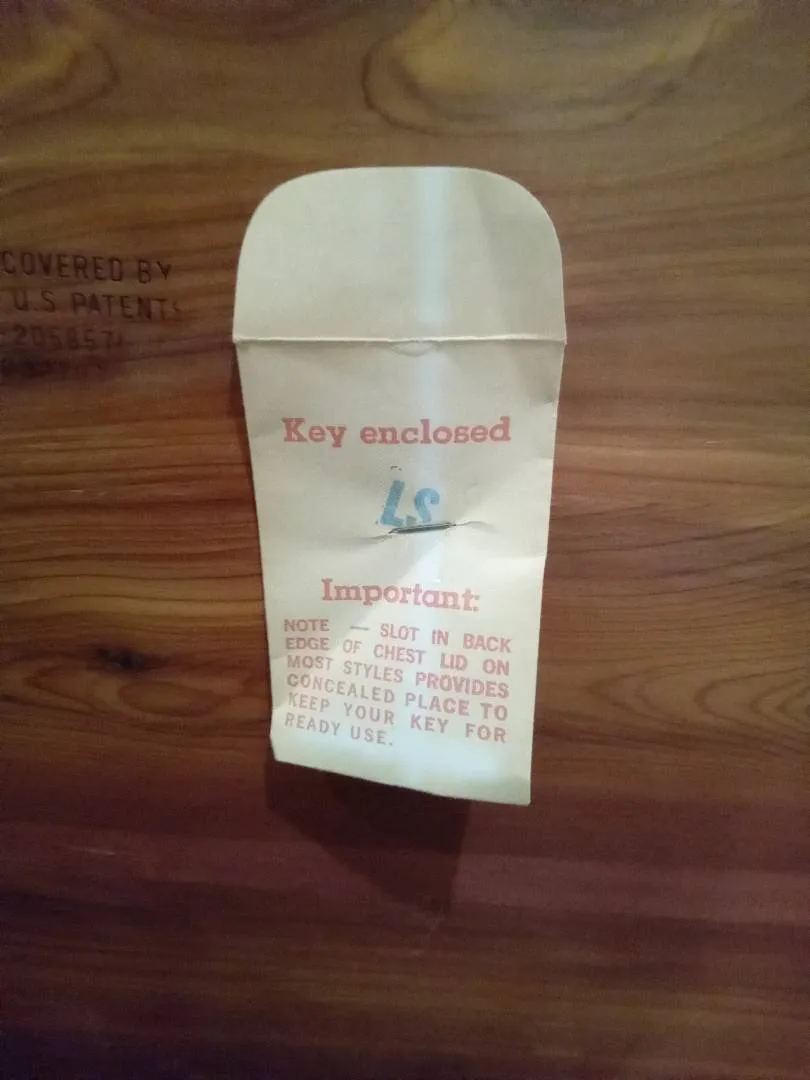 COVERED BY
U.S PATENTS
Key enclosed
Important:
NOTE — SLOT IN BACK
EDGE OF CHEST LID ON
MOST STYLES PROVIDES
CONCEALED PLACE TO
KEEP YOUR KEY FOR
READY USE.